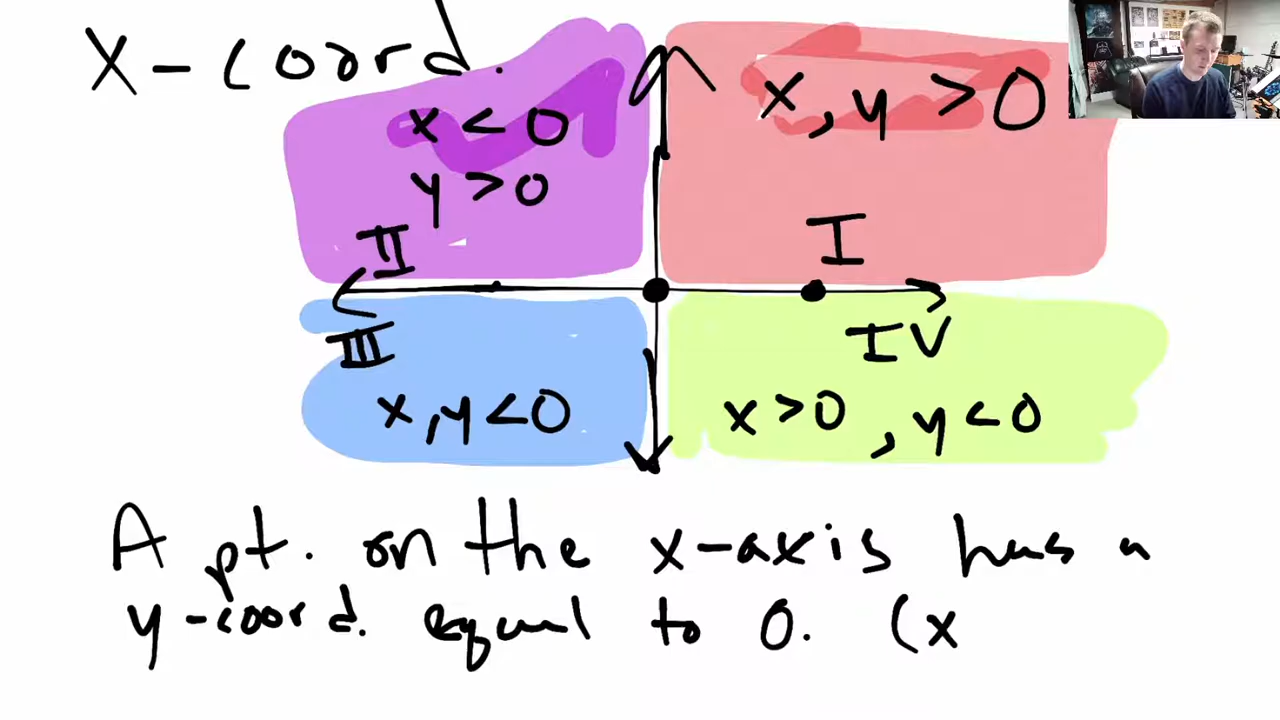 X-coord.
x < 0
x, y > 0
y > 0
I
II
III
IV
x, y < 0
x > 0, y < 0
A pt. on the x-axis has a
y-coord. equal to 0. (x